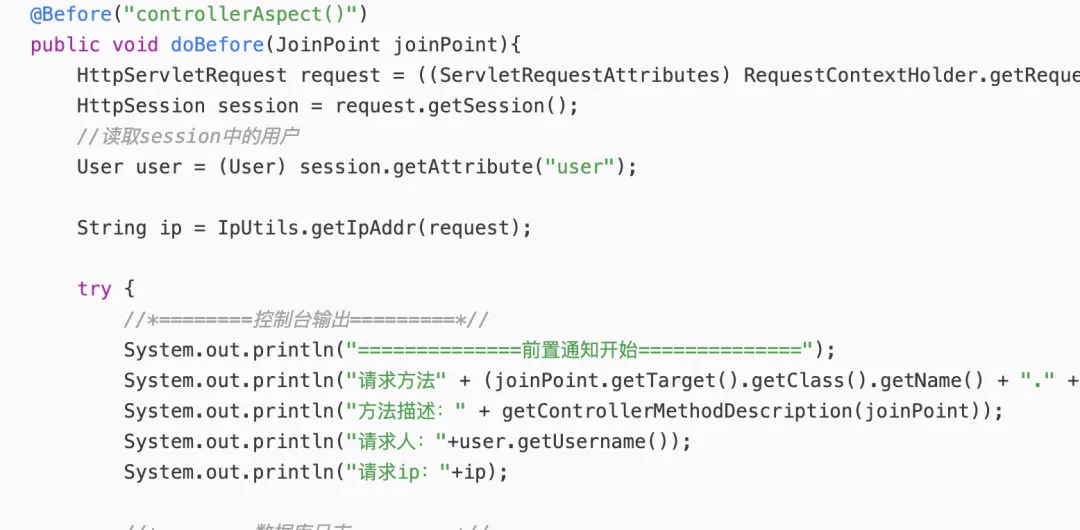 @Before("controllerAspect()")
public void doBefore(JoinPoint joinPoint){
HttpServletRequest request = ((ServletRequestAttributes) RequestContextHolder.getReque
HttpSession session = request.getSession();
//读取session中的用户
User user = (User) session.getAttribute("user");
String ip = IpUtils.getIpAddr(request);
try {
//*========控制台输出=========*//
System.out.println("==============前置通知开始==============");
System.out.println("请求方法" + (joinPoint.getTarget().getClass().getName() + "." +
System.out.println("方法描述：" + getControllerMethodDescription(joinPoint));
System.out.println("请求人："+user.getUsername());
System.out.println("请求ip："+ip);